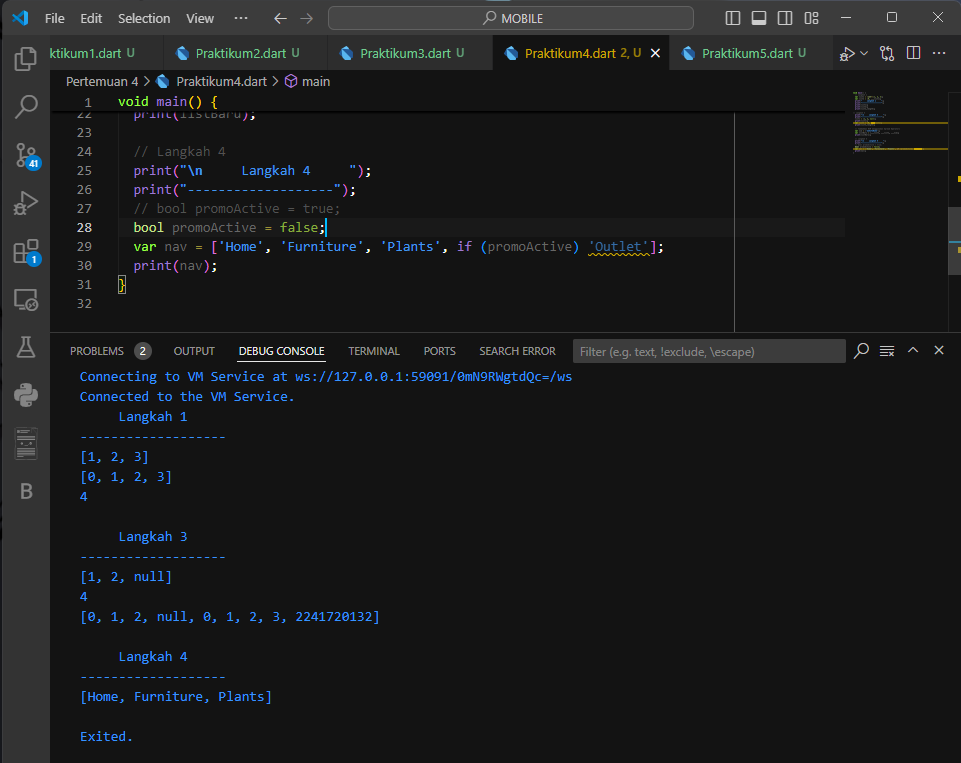 File Edit Selection View ··· MOBILE
ktikum1.dart U Praktikum2.dart U Praktikum3.dart U Praktikum4.dart 2, U Praktikum5.dart U
Pertemuan 4 > Praktikum4.dart > main
1 void main() {
22 print(listBaru);
23
24 // Langkah 4
25 print("\n     Langkah 4     ");
26 print("-------------------");
27 // bool promoActive = true;
28 bool promoActive = false;
29 var nav = ['Home', 'Furniture', 'Plants', if (promoActive) 'Outlet'];
30 print(nav);
31 }
32
41
1
B
PROBLEMS 2 OUTPUT DEBUG CONSOLE TERMINAL PORTS SEARCH ERROR Filter (e.g. text, !exclude, \escape)
Connecting to VM Service at ws://127.0.0.1:59091/0mN9RWgtdQc=/ws
Connected to the VM Service.
Langkah 1
-------------------
[1, 2, 3]
[0, 1, 2, 3]
4
Langkah 3
-------------------
[1, 2, null]
4
[0, 1, 2, null, 0, 1, 2, 3, 2241720132]
Langkah 4
-------------------
[Home, Furniture, Plants]
Exited.